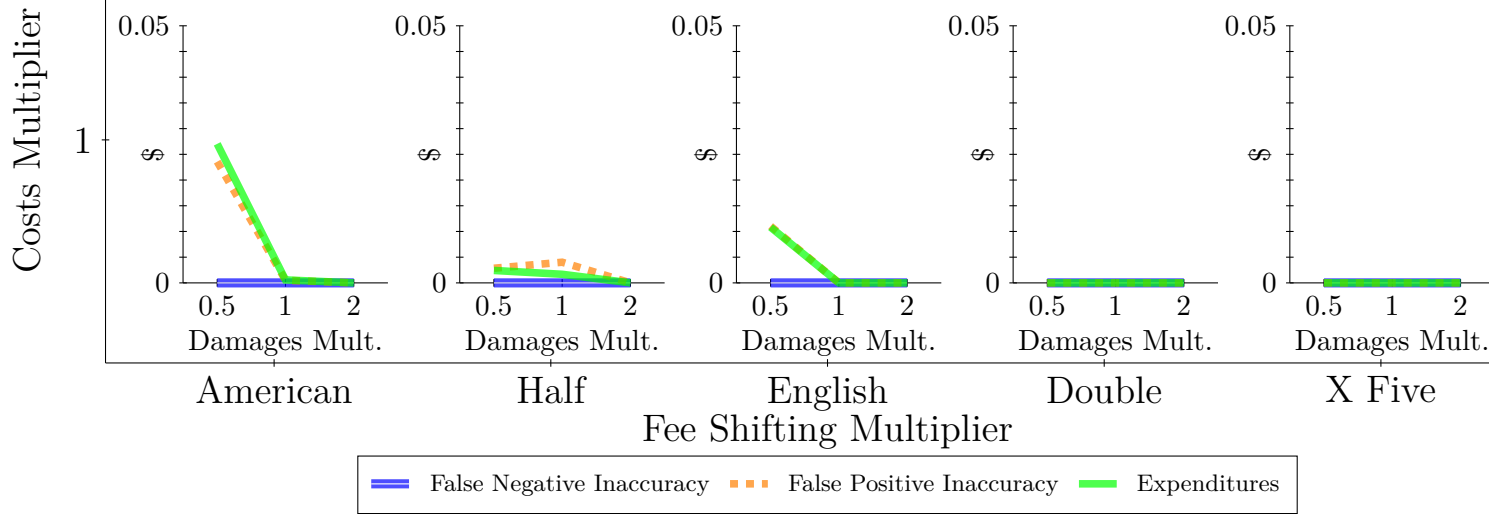 Costs Multiplier
1
0.05
$
0
0.5 1 2
Damages Mult.
American
0.05
$
0
0.5 1 2
Damages Mult.
Half
0.05
$
0
0.5 1 2
Damages Mult.
English
0.05
$
0
0.5 1 2
Damages Mult.
Double
0.05
$
0
0.5 1 2
Damages Mult.
X Five
Fee Shifting Multiplier
False Negative Inaccuracy False Positive Inaccuracy Expenditures